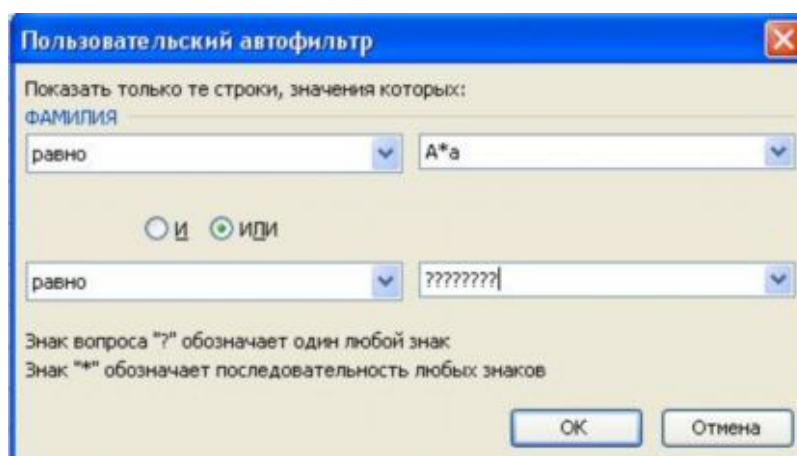 Пользовательский автофильтр
Показать только те строки, значения которых:
ФАМИЛИЯ
равно А*а
И ИЛИ
равно ????????
Знак вопроса "?" обозначает один любой знак
Знак "*" обозначает последовательность любых знаков
ОК Отмена